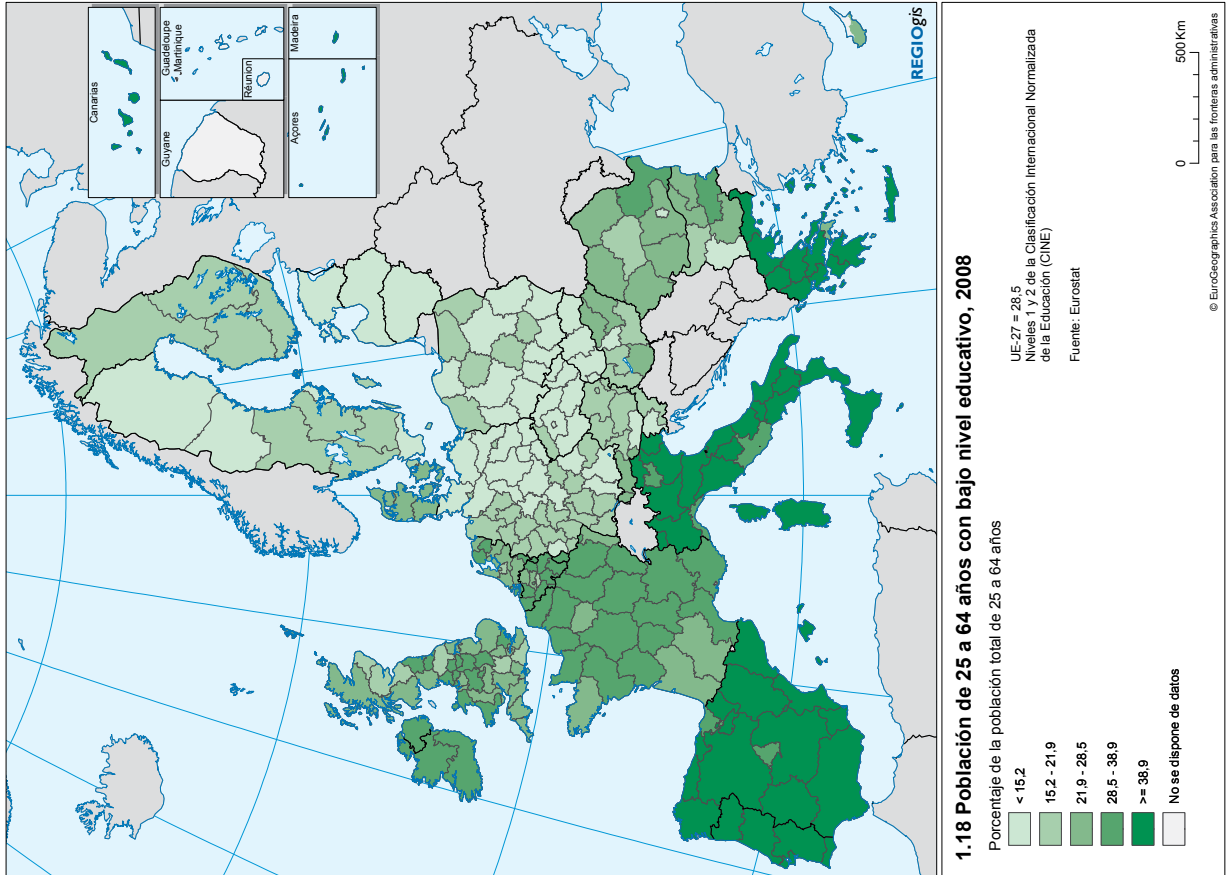 Canarias
Guyane
Guadeloupe
Martinique
Réunion
Açores
Madeira
REGIOgis
1.18 Población de 25 a 64 años con bajo nivel educativo, 2008
Porcentaje de la población total de 25 a 64 años
< 15,2
15,2 - 21,9
21,9 - 28,5
28,5 - 38,9
>= 38,9
No se dispone de datos
UE-27 = 28,5
Niveles 1 y 2 de la Clasificación Internacional Normalizada
de la Educación (CINE)
Fuente: Eurostat
0 500 Km
© EuroGeographics Association para las fronteras administrativas